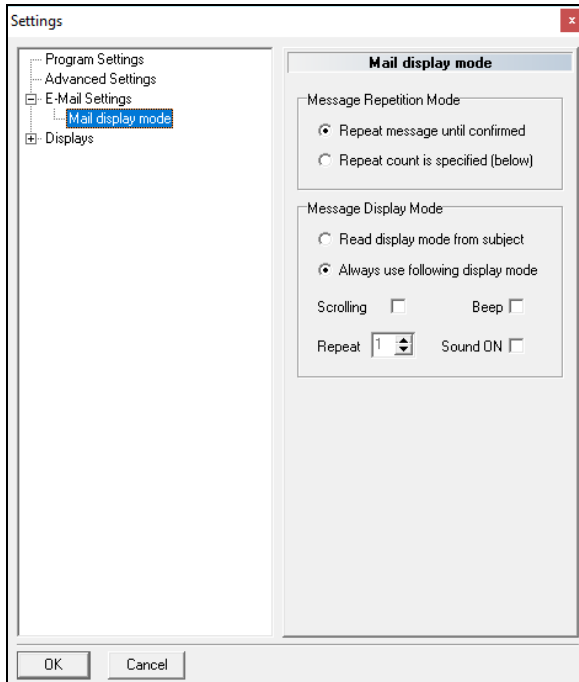 Settings
x
Program Settings
Advanced Settings
E-Mail Settings
Mail display mode
Displays
Mail display mode
Message Repetition Mode
Repeat message until confirmed
Repeat count is specified (below)
Message Display Mode
Read display mode from subject
Always use following display mode
Scrolling Beep
Repeat 1 Sound ON
OK Cancel